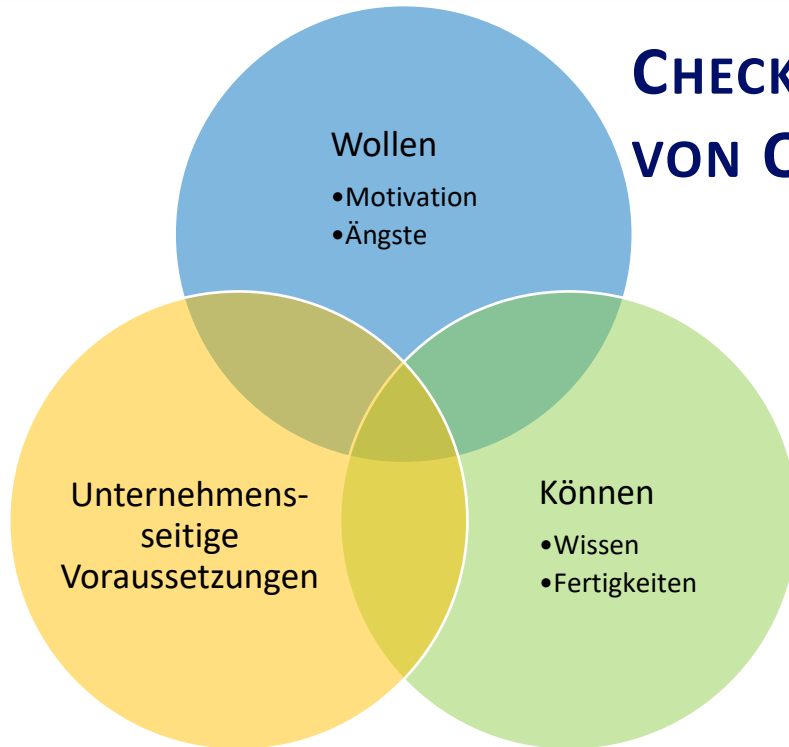 CHECK
VON
Wollen
•Motivation
•Ängste
Unternehmens-
seitige
Voraussetzungen
Können
•Wissen
•Fertigkeiten